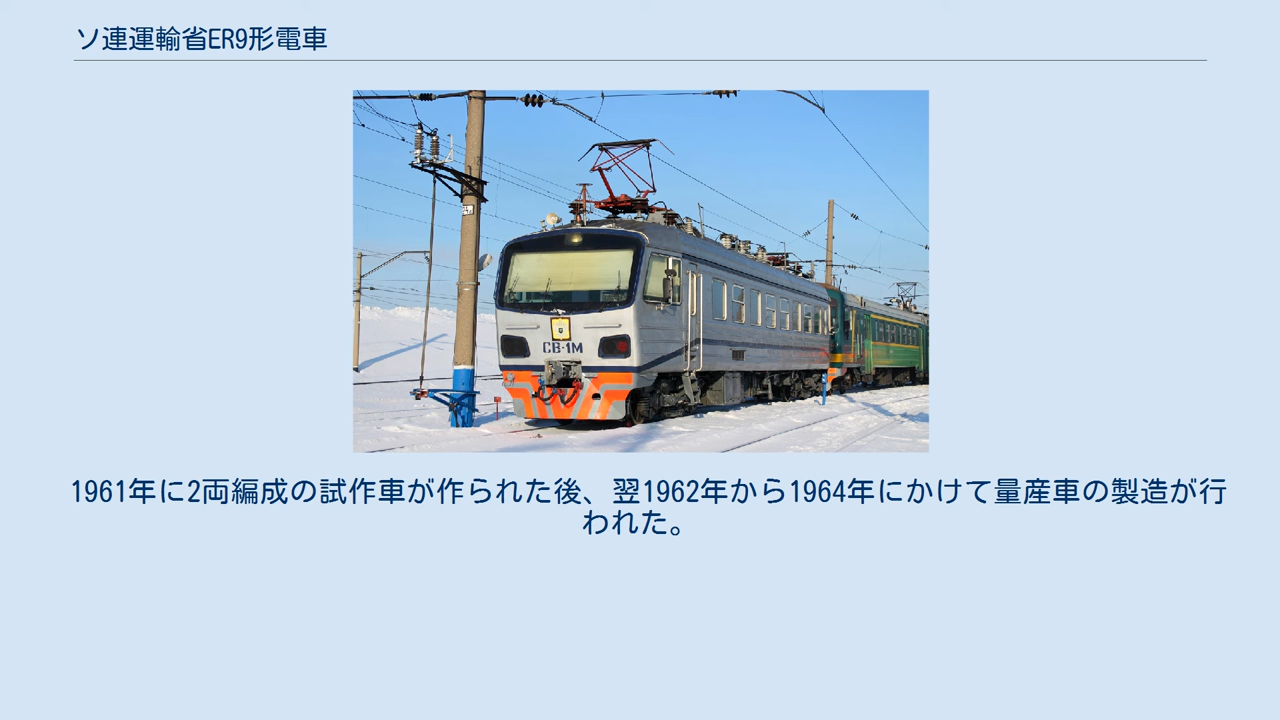 ソ連運輸省ER9形電車
СВ-1М
1961年に2両編成の試作車が作られた後、翌1962年から1964年にかけて量産車の製造が行
われた。